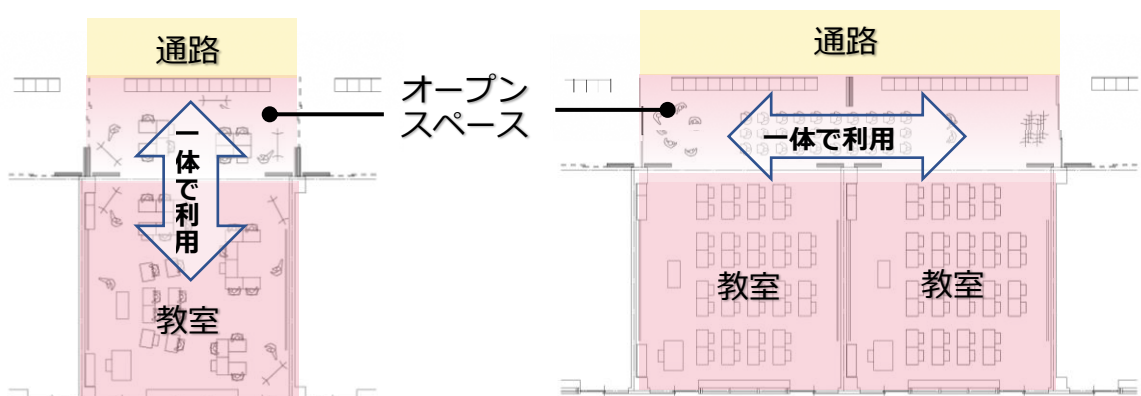 通路
オープン
スペース
一体で利用
教室
通路
一体で利用
教室
教室